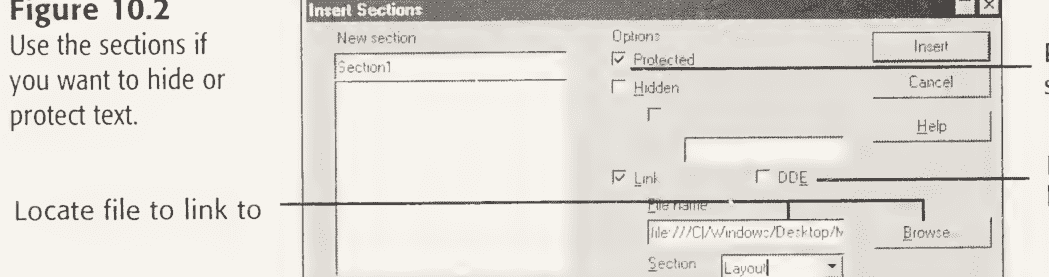 Figure 10.2
Use the sections if
you want to hide or
protect text.
Locate file to link to
Insert Sections
New section
Section1
Options
Protected
Hidden
Link
DDE
File name
file:///C|/Windows/Desktop/
Section
Layout
Insert
Cancel
Help
Browse...